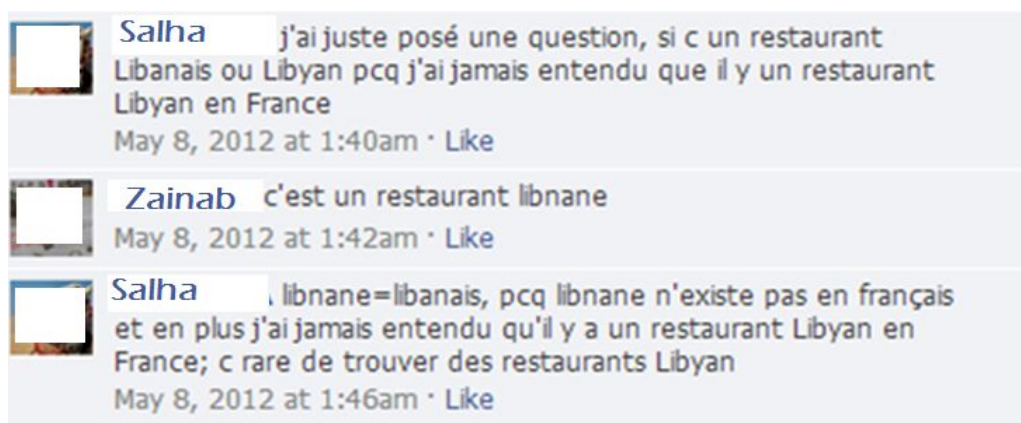 Salha j'ai juste posé une question, si c un restaurant
Libanais ou Libyan pcq j'ai jamais entendu que il y un restaurant
Libyan en France
May 8, 2012 at 1:40am · Like
Zainab c'est un restaurant libnane
May 8, 2012 at 1:42am · Like
Salha libnane=libanais, pcq libnane n'existe pas en français
et en plus j'ai jamais entendu qu'il y a un restaurant Libyan en
France; c rare de trouver des restaurants Libyan
May 8, 2012 at 1:46am · Like